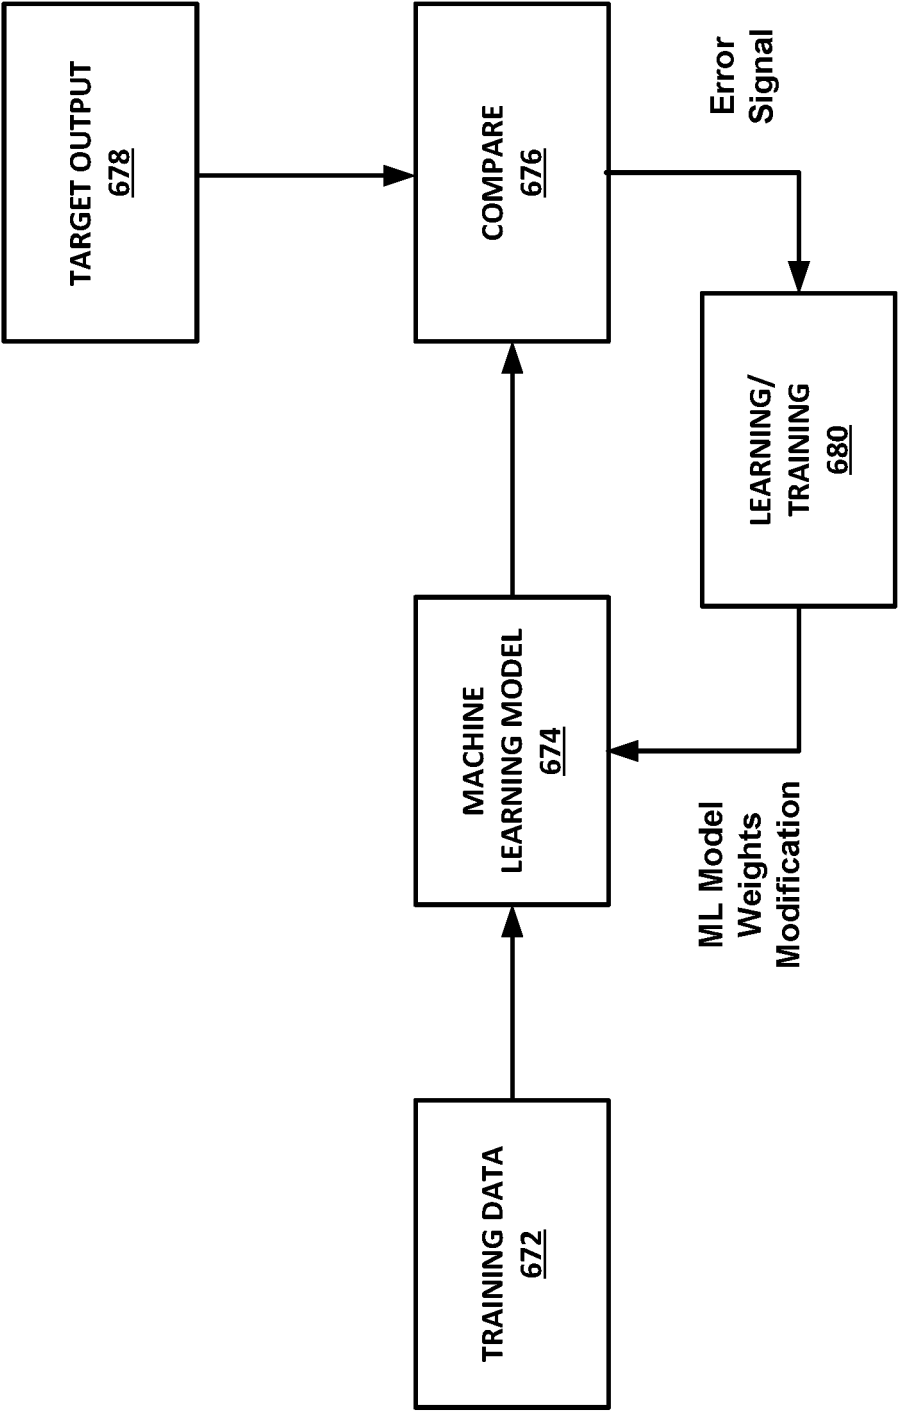 TARGET OUTPUT
678
COMPARE
676
Error
Signal
LEARNING/
TRAINING
680
MACHINE
LEARNING MODEL
674
ML Model
Weights
Modification
TRAINING DATA
672